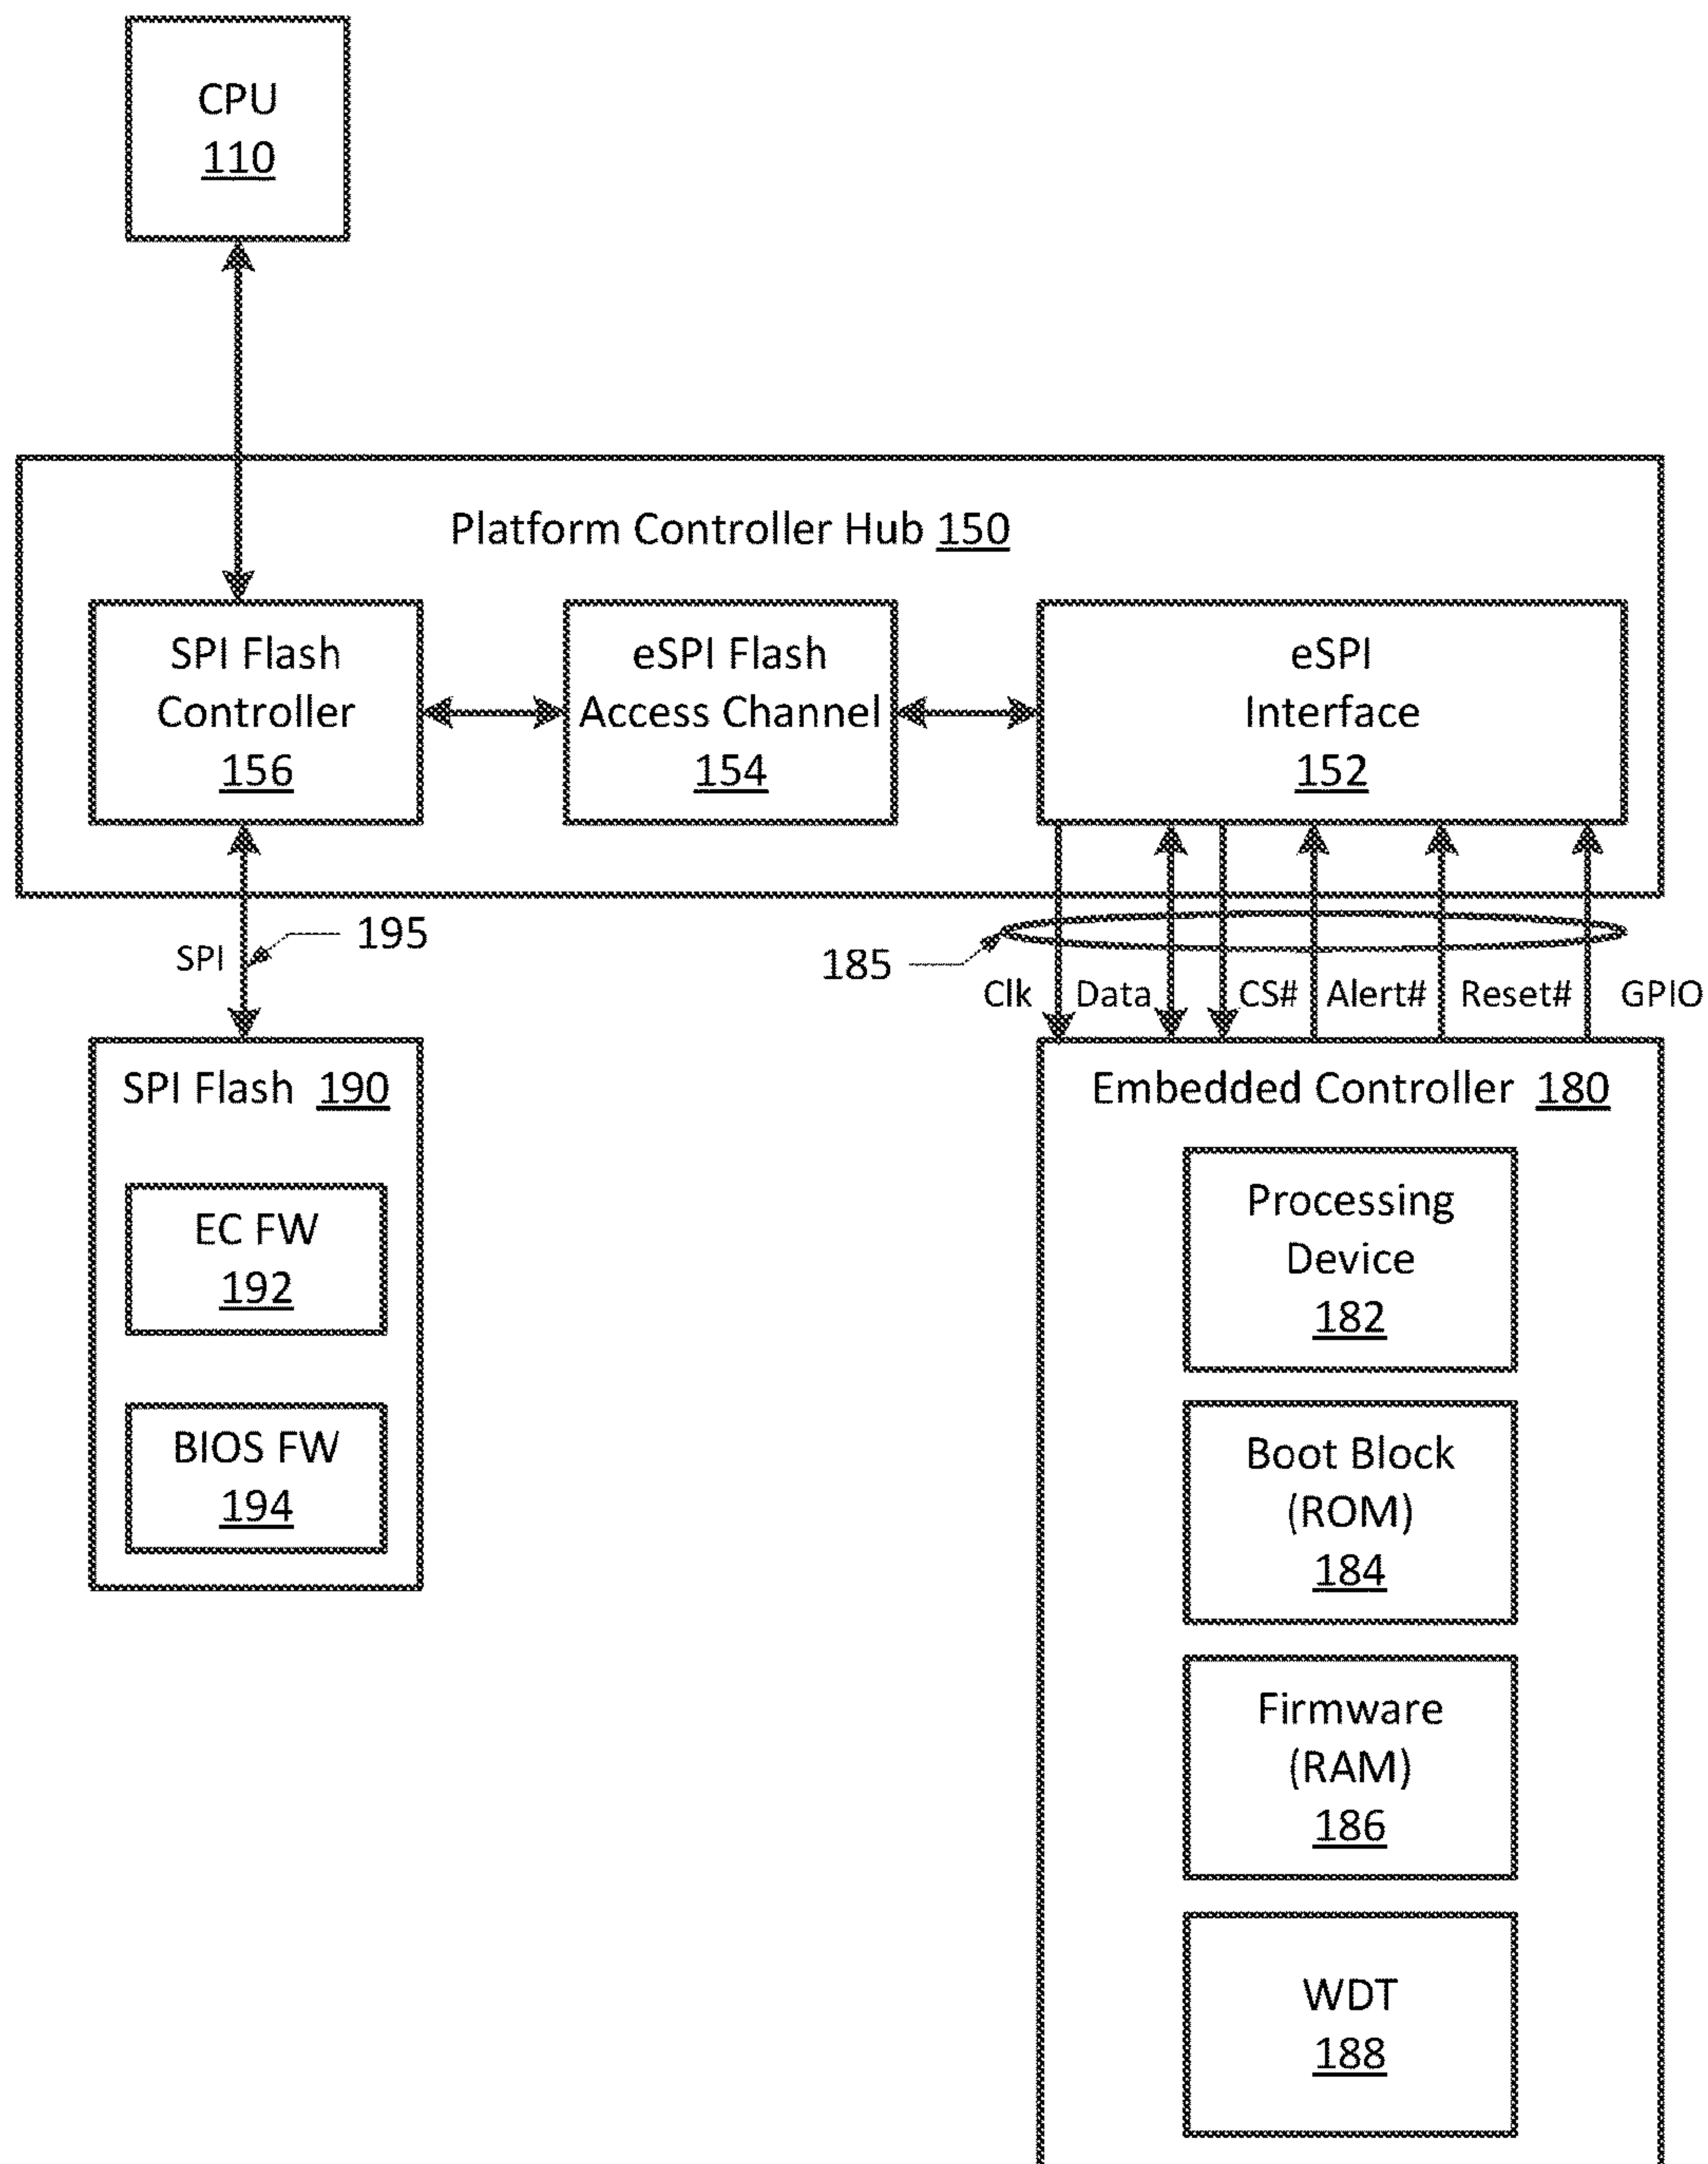 CPU
110
Platform Controller Hub 150
SPI Flash
Controller
156
eSPI Flash
Access Channel
154
eSPI
Interface
152
SPI
195
185
Clk
Data
CS#
Alert#
Reset#
GPIO
SPI Flash 190
EC FW
192
BIOS FW
194
Embedded Controller 180
Processing
Device
182
Boot Block
(ROM)
184
Firmware
(RAM)
186
WDT
188